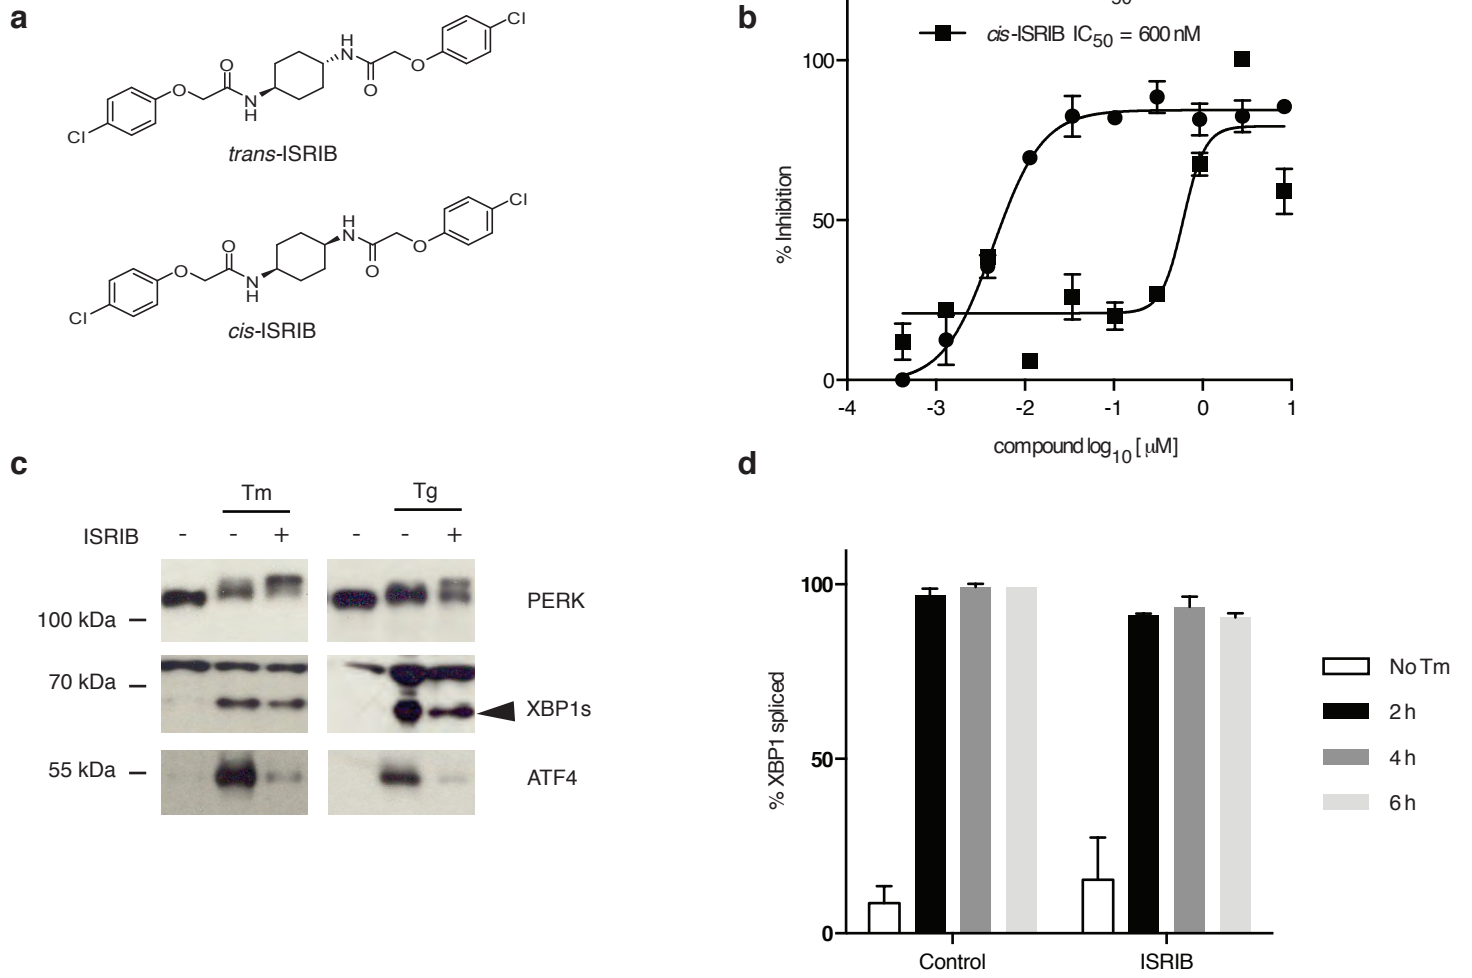 a
Cl
O
H
N
O
O
N
H
O
Cl
trans-ISRIB
Cl
O
H
N
O
O
N
H
O
Cl
cis-ISRIB
b
50
cis-ISRIB IC50 = 600 nM
100
50
0
% Inhibition
-4 -3 -2 -1 0 1
compound log10 [ μM]
c
Tm Tg
ISRIB - - + - - +
PERK
100 kDa
70 kDa
XBP1s
55 kDa
ATF4
d
100
50
0
% XBP1 spliced
Control ISRIB
No Tm
2 h
4 h
6 h